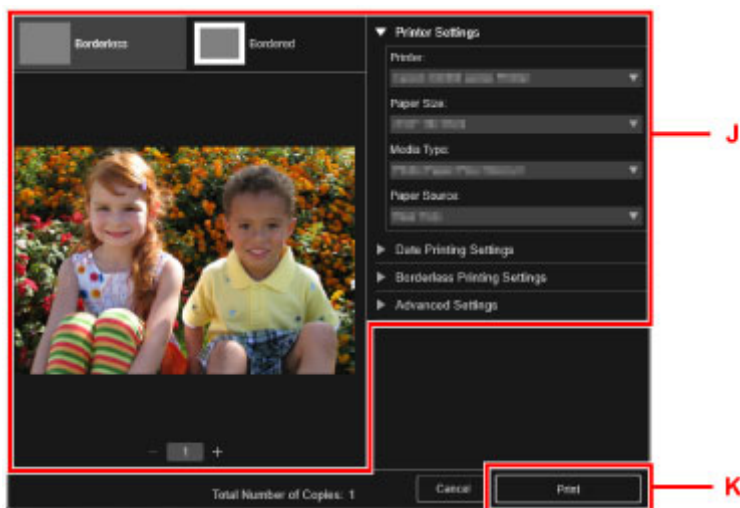 Borderless
Bordered
Printer Settings
Printer:
Paper Size:
J
Media Type:
Paper Source:
Date Printing Settings
Borderless Printing Settings
Advanced Settings
- 1 +
Total Number of Copies: 1
Cancel
Print
K